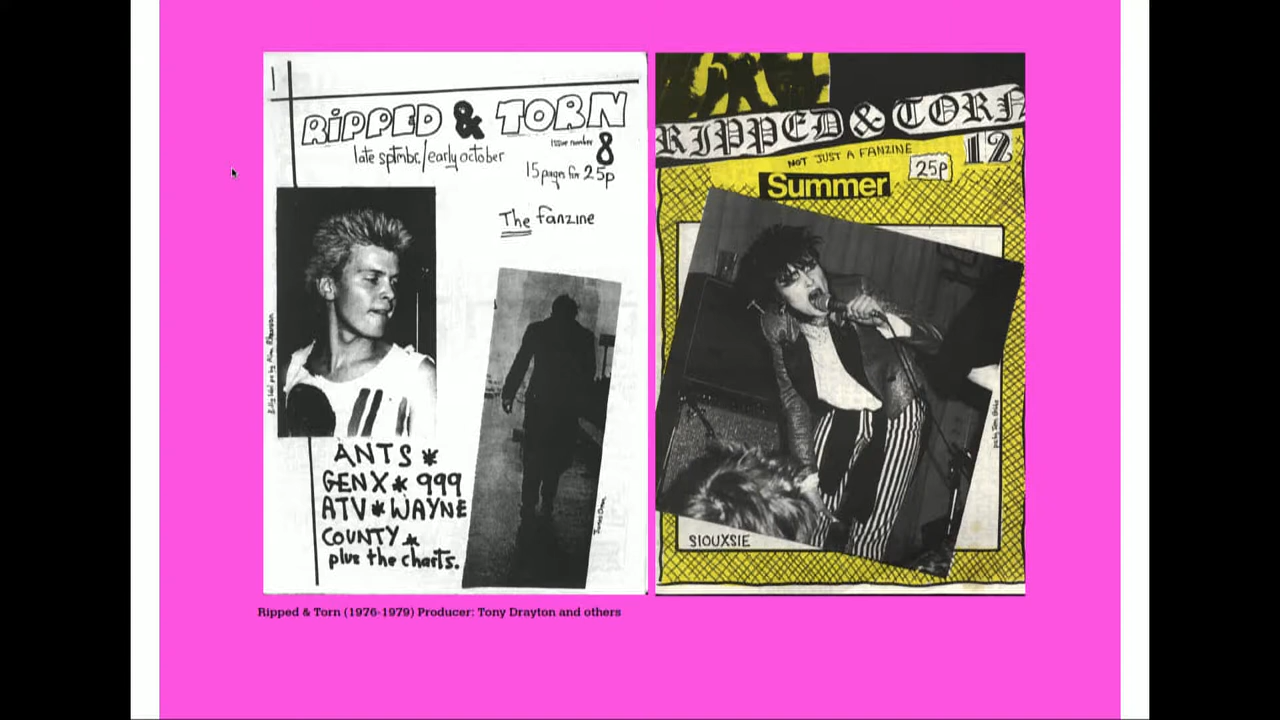 RIPPED & TORN
late sptmbr./early october
Issue number 8
15 pages for 25p
The fanzine
ANTS *
GENX * 999
ATV * WAYNE
COUNTY *
plus the charts.
RIPPED & TORN
12
NOT JUST A FANZINE
25p
Summer
SIOUXSIE
Ripped & Torn (1976-1979) Producer: Tony Drayton and others